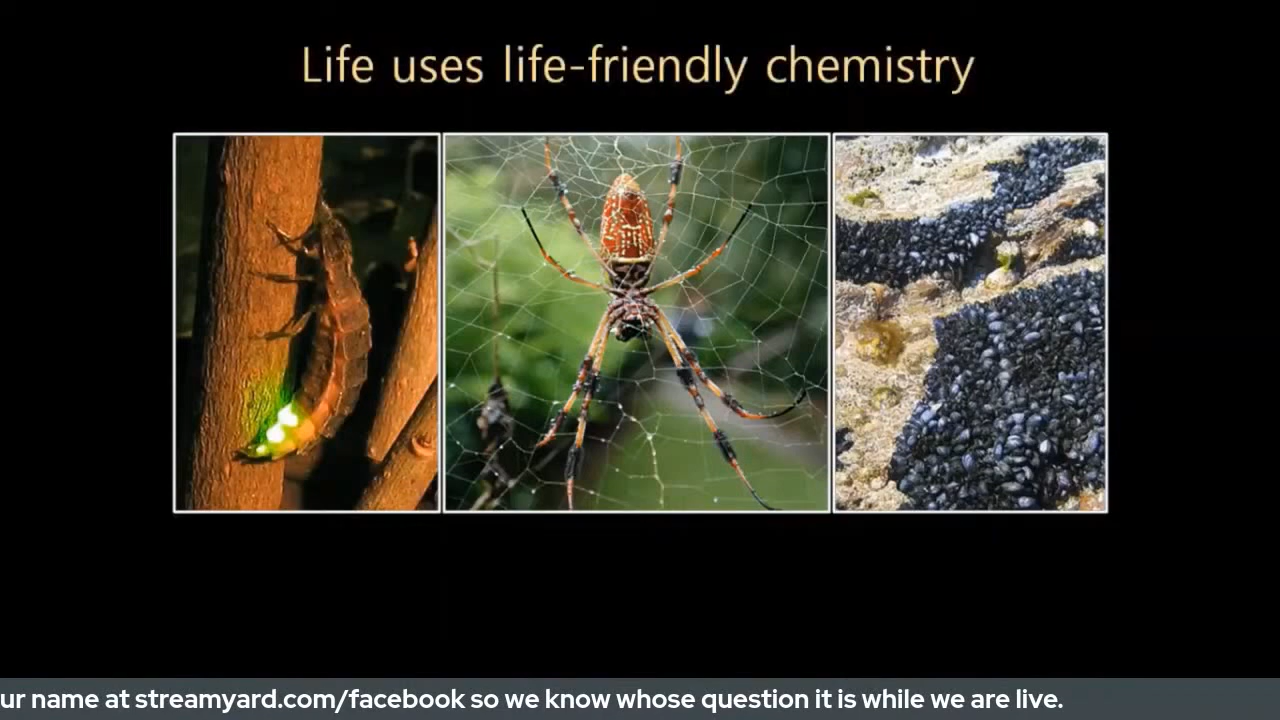 Life uses life-friendly chemistry
ur name at streamyard.com/facebook so we know whose question it is while we are live.